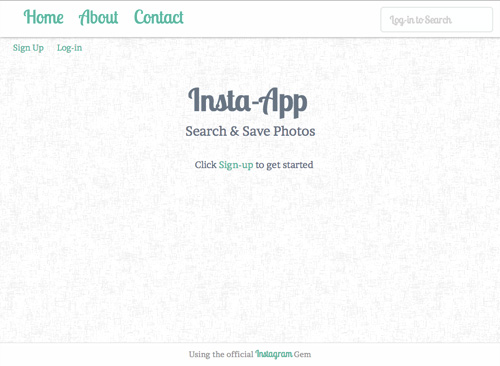 Home About Contact Log-in to Search
Sign Up Log-in
Insta-App
Search & Save Photos
Click Sign-up to get started
Using the official Instagram Gem